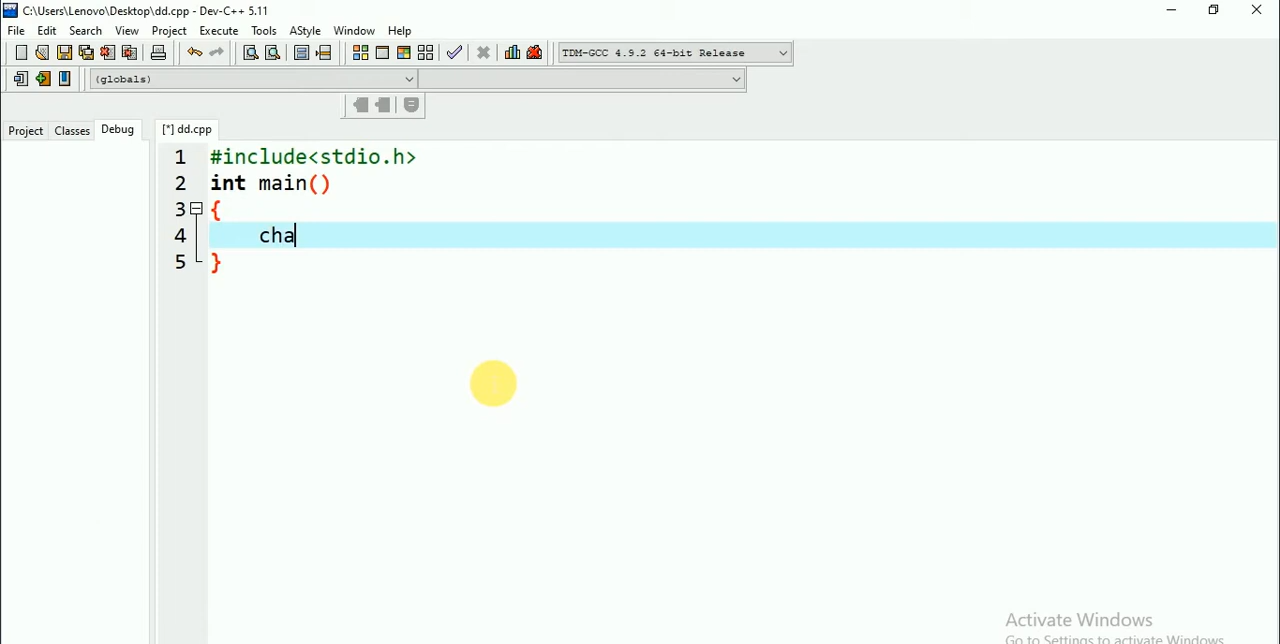 C:\Users\Lenovo\Desktop\dd.cpp - Dev-C++ 5.11
File Edit Search View Project Execute Tools AStyle Window Help
TDM-GCC 4.9.2 64-bit Release
(globals)
Project Classes Debug [*] dd.cpp
1 #include<stdio.h>
2 int main()
3 {
4 cha
5 }
Activate Windows
Go to Settings to activate Windows